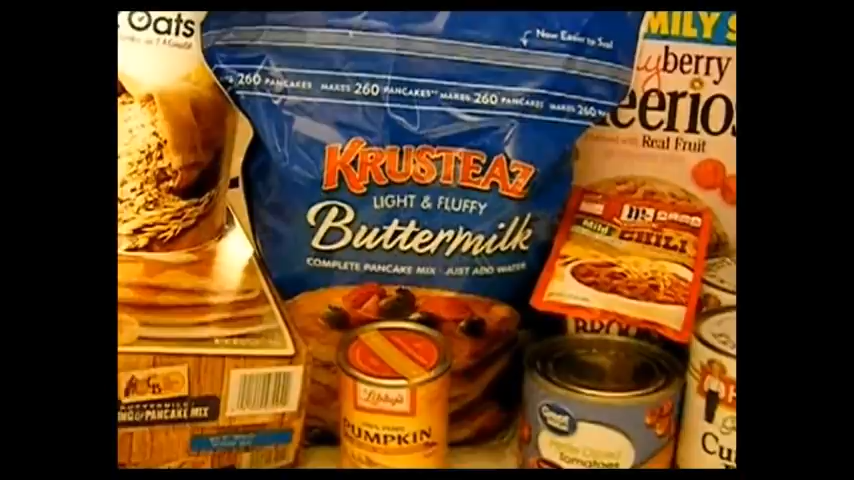 Oats
MILY S
Now Easier to Seal
260 PANCAKES MAKES 260 PANCAKES MAKES 260 PANCAKES MAKES 260
berry
eerios
Real Fruit
KRUSTEAZ
LIGHT & FLUFFY
Buttermilk
COMPLETE PANCAKE MIX · JUST ADD WATER
Mild
CHILI
BROO
Libby's
PUMPKIN
Great
Value
Tomatoes
& PANCAKE MIX
Cu